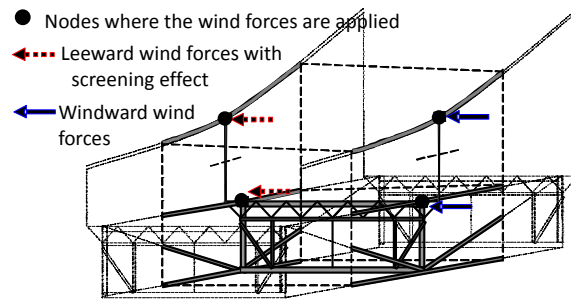 Nodes where the wind forces are applied
Leeward wind forces with
screening effect
Windward wind
forces